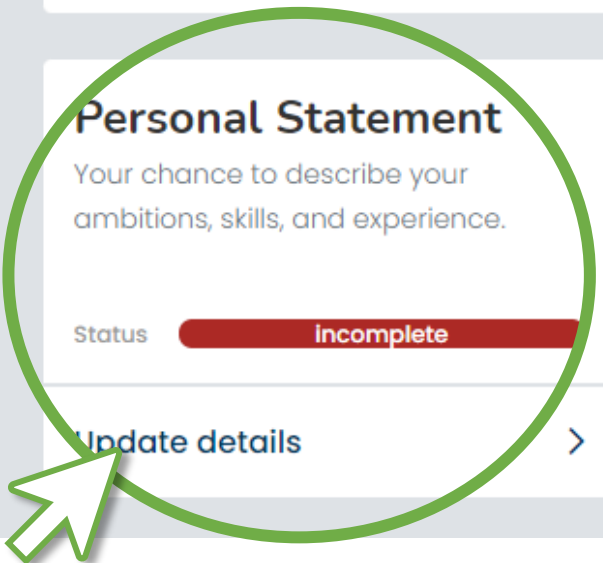 Personal Statement
Your chance to describe your
ambitions, skills, and experience.
Status incomplete
Update details